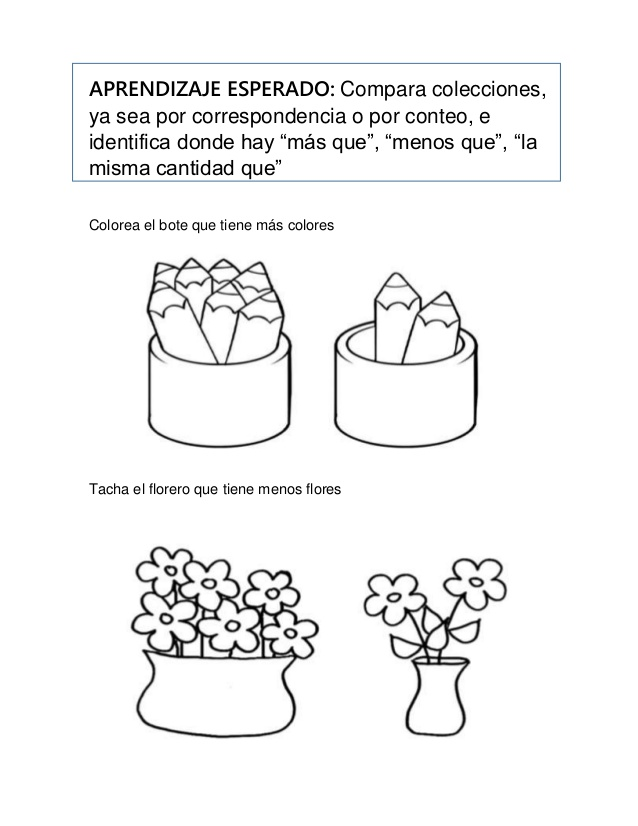 APRENDIZAJE ESPERADO: Compara colecciones,
ya sea por correspondencia o por conteo, e
identifica donde hay “más que”, “menos que”, “la
misma cantidad que”
Colorea el bote que tiene más colores
Tacha el florero que tiene menos flores